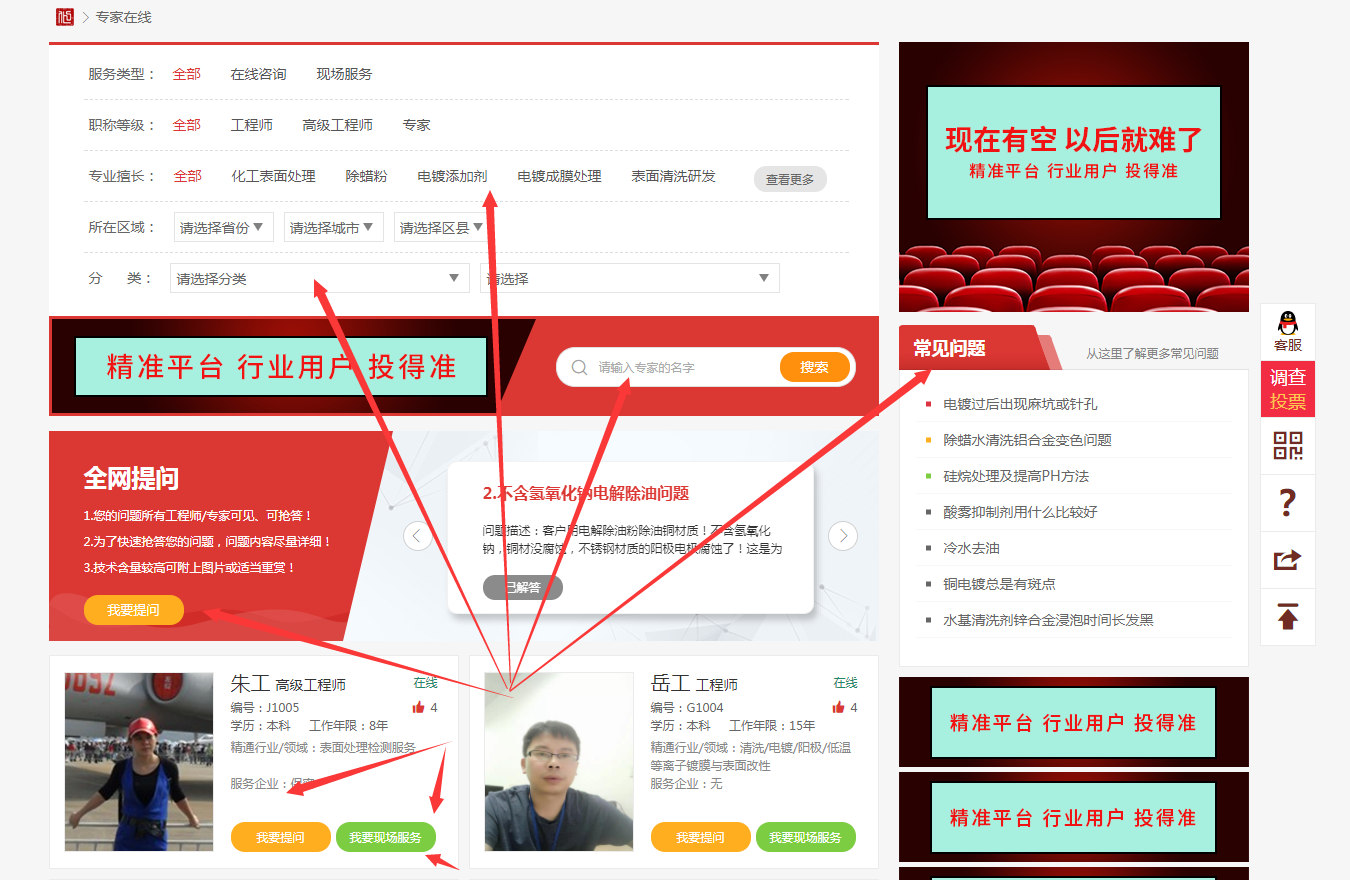 专家在线
服务类型： 全部 在线咨询 现场服务
职称等级： 全部 工程师 高级工程师 专家
专业擅长： 全部 化工表面处理 除蜡粉 电镀添加剂 电镀成膜处理 表面清洗研发 查看更多
所在区域： 请选择省份 请选择城市 请选择区县
分 类： 请选择分类 请选择
精准平台 行业用户 投得准
请输入专家的名字 搜索
全网提问
1.您的问题所有工程师/专家可见、可抢答！
2.为了快速抢答您的问题，问题内容尽量详细！
3.技术含量较高可附上图片或适当重赏！
我要提问
2.不含氢氧化钠电解除油问题
问题描述：客户用电解除油粉除油铜材质！不含氢氧化
钠，铜材没腐蚀，不锈钢材质的阳极电极腐蚀了！这是为
已解答
朱工 高级工程师 在线
编号：J1005 4
学历：本科 工作年限：8年
精通行业/领域：表面处理检测服务
服务企业：保密
我要提问 我要现场服务
岳工 工程师 在线
编号：G1004 4
学历：本科 工作年限：15年
精通行业/领域：清洗/电镀/阳极/低温
等离子镀膜与表面改性
服务企业：无
我要提问 我要现场服务
现在有空 以后就难了
精准平台 行业用户 投得准
常见问题 从这里了解更多常见问题
电镀过后出现麻坑或针孔
除蜡水清洗铝合金变色问题
硅烷处理及提高PH方法
酸雾抑制剂用什么比较好
冷水去油
铜电镀总是有斑点
水基清洗剂锌合金浸泡时间长发黑
精准平台 行业用户 投得准
精准平台 行业用户 投得准
客服
调查
投票
?